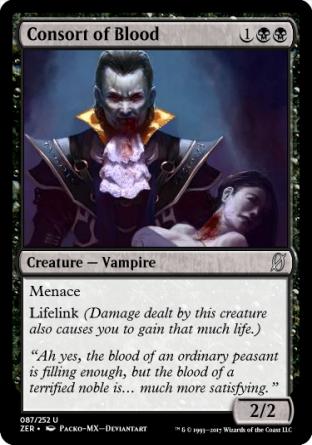 Consort of Blood 1
Creature — Vampire
Menace
Lifelink (Damage dealt by this creature
also causes you to gain that much life.)
“Ah yes, the blood of an ordinary peasant
is filling enough, but the blood of a
terrified noble is… much more satisfying.”
2/2
087/252 U
ZER • Packo-MX—Deviantart
™ & © 1993–2017 Wizards of the Coast LLC